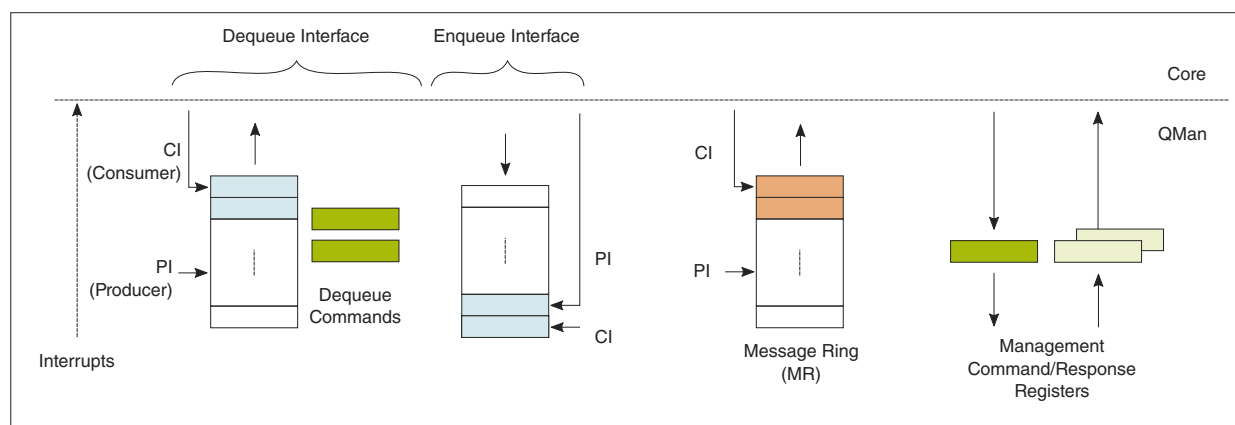 Dequeue Interface
Enqueue Interface
Core
QMan
CI
(Consumer)
PI
(Producer)
Dequeue
Commands
PI
CI
CI
PI
Message Ring
(MR)
Management
Command/Response
Registers
Interrupts